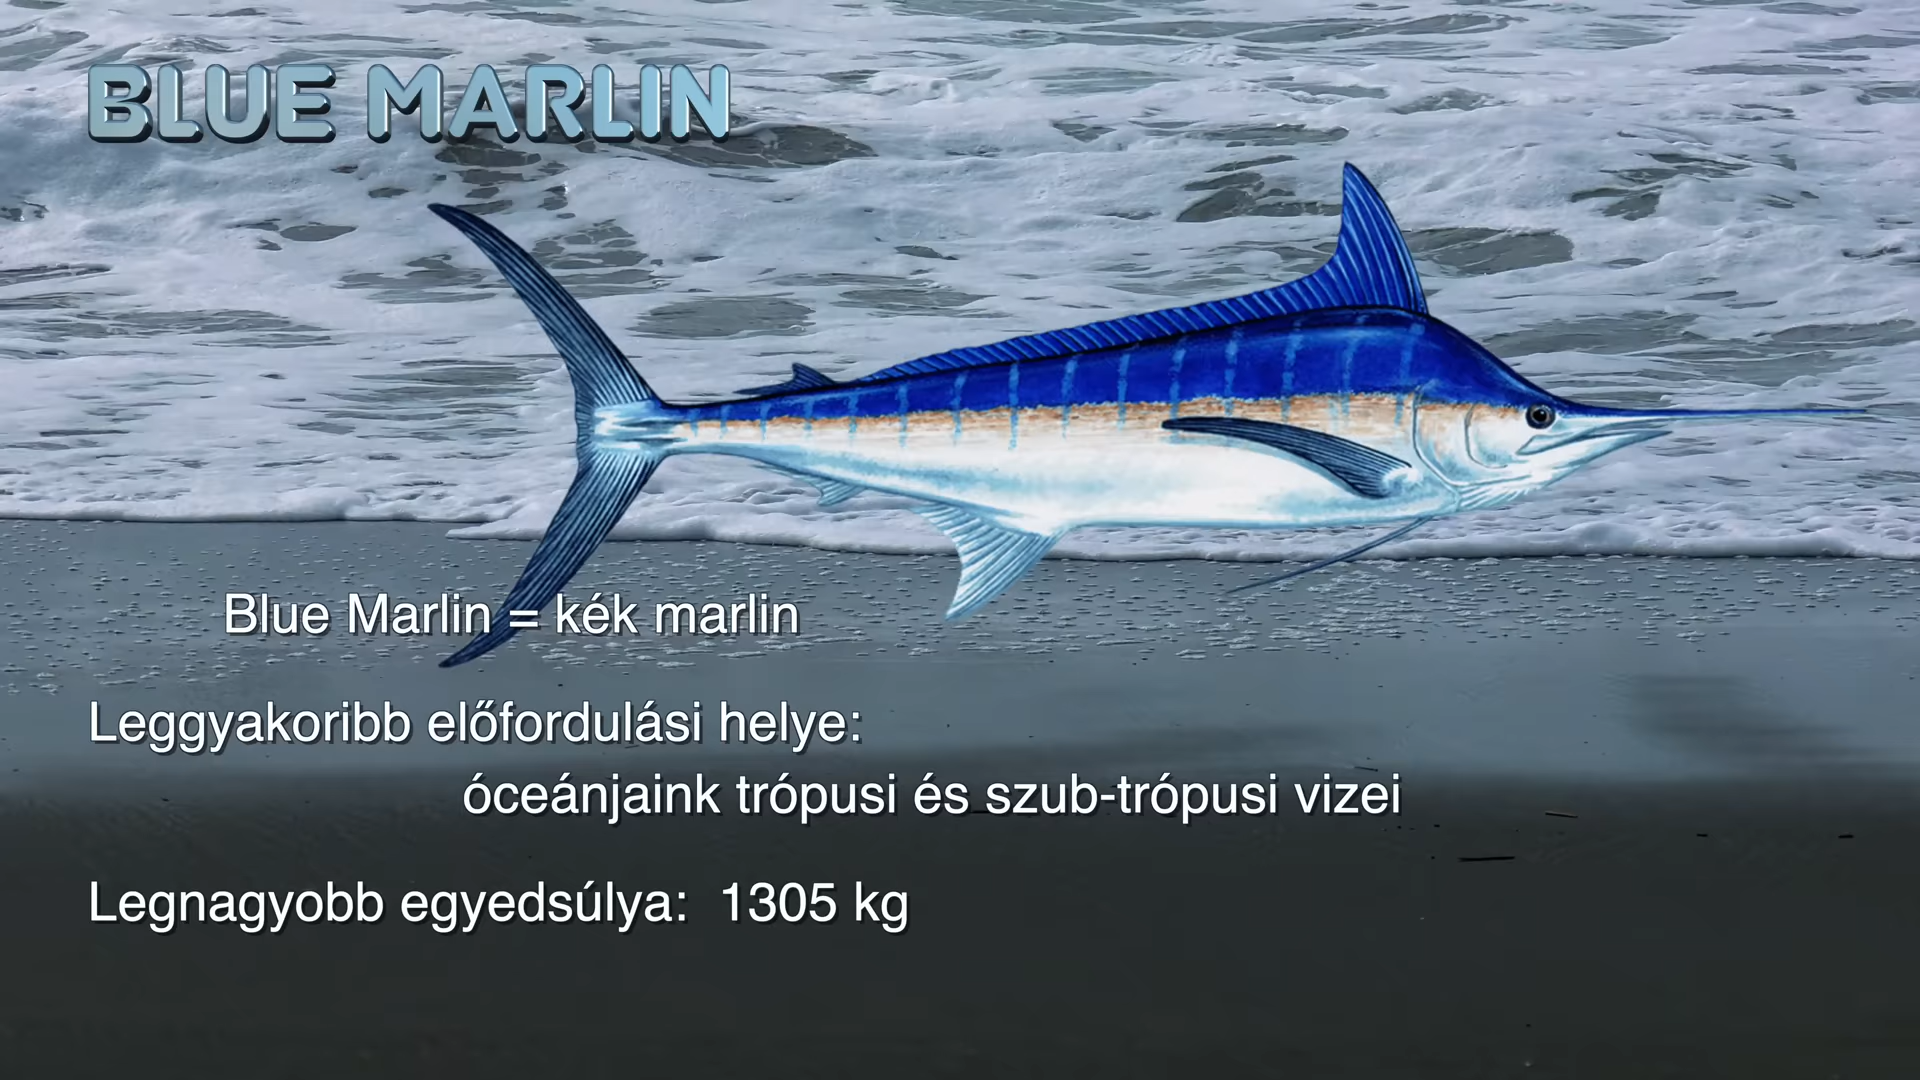 BLUE MARLIN
Blue Marlin = kék marlin
Leggyakoribb előfordulási helye:
óceánjaink trópusi és szub-trópusi vizei
Legnagyobb egyedsúlya: 1305 kg